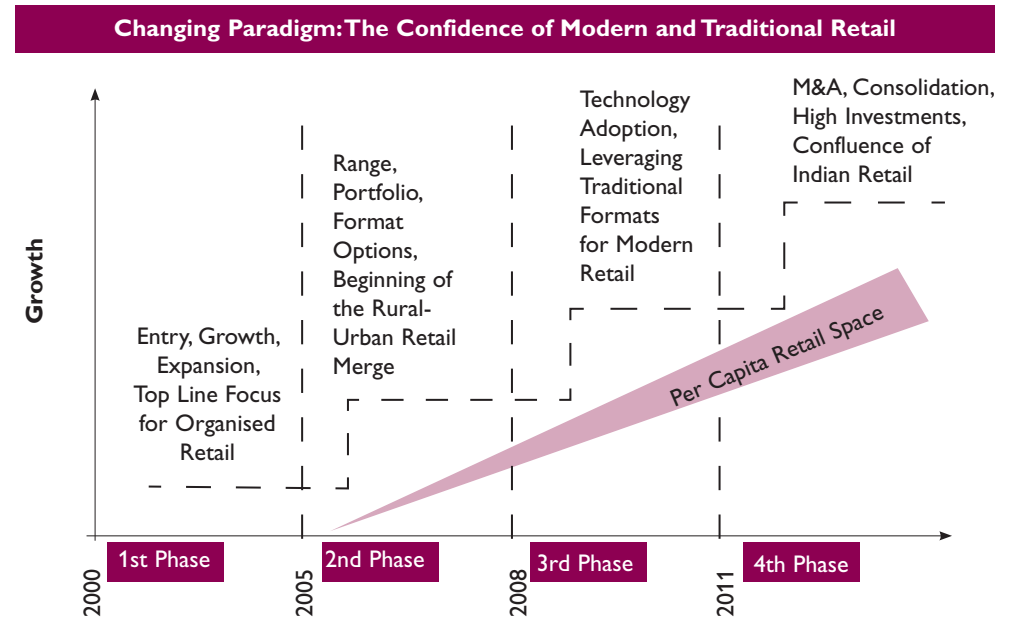 Changing Paradigm: The Confidence of Modern and Traditional Retail
Growth
Entry, Growth,
Expansion,
Top Line Focus
for Organised
Retail
Range,
Portfolio,
Format
Options,
Beginning of
the Rural-
Urban Retail
Merge
Technology
Adoption,
Leveraging
Traditional
Formats
for Modern
Retail
M&A, Consolidation,
High Investments,
Confluence of
Indian Retail
Per Capita Retail Space
1st Phase
2nd Phase
3rd Phase
4th Phase
2000
2005
2008
2011